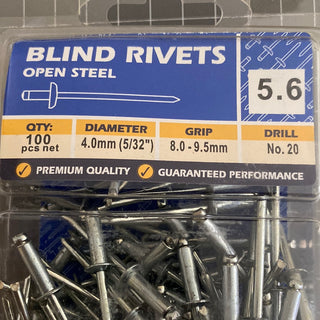 BLIND RIVETS
OPEN STEEL
5.6
QTY: DIAMETER GRIP DRILL
100 4.0mm (5/32") 8.0 - 9.5mm No. 20
pcs net
PREMIUM QUALITY GUARANTEED PERFORMANCE